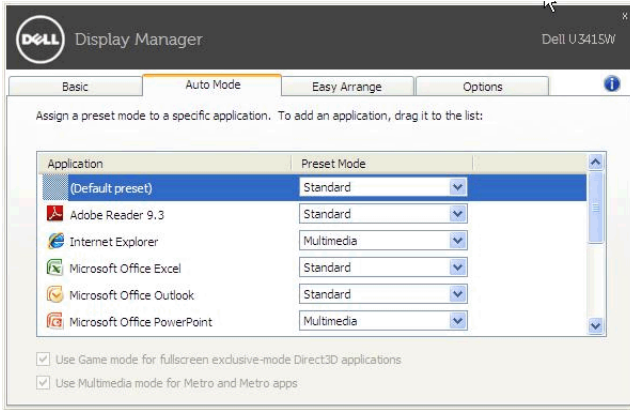 x
DELL Display Manager Dell U3415W
Basic Auto Mode Easy Arrange Options i
Assign a preset mode to a specific application. To add an application, drag it to the list:
Application Preset Mode
(Default preset) Standard
Adobe Reader 9.3 Standard
Internet Explorer Multimedia
Microsoft Office Excel Standard
Microsoft Office Outlook Standard
Microsoft Office PowerPoint Multimedia
Use Game mode for fullscreen exclusive-mode Direct3D applications
Use Multimedia mode for Metro and Metro apps